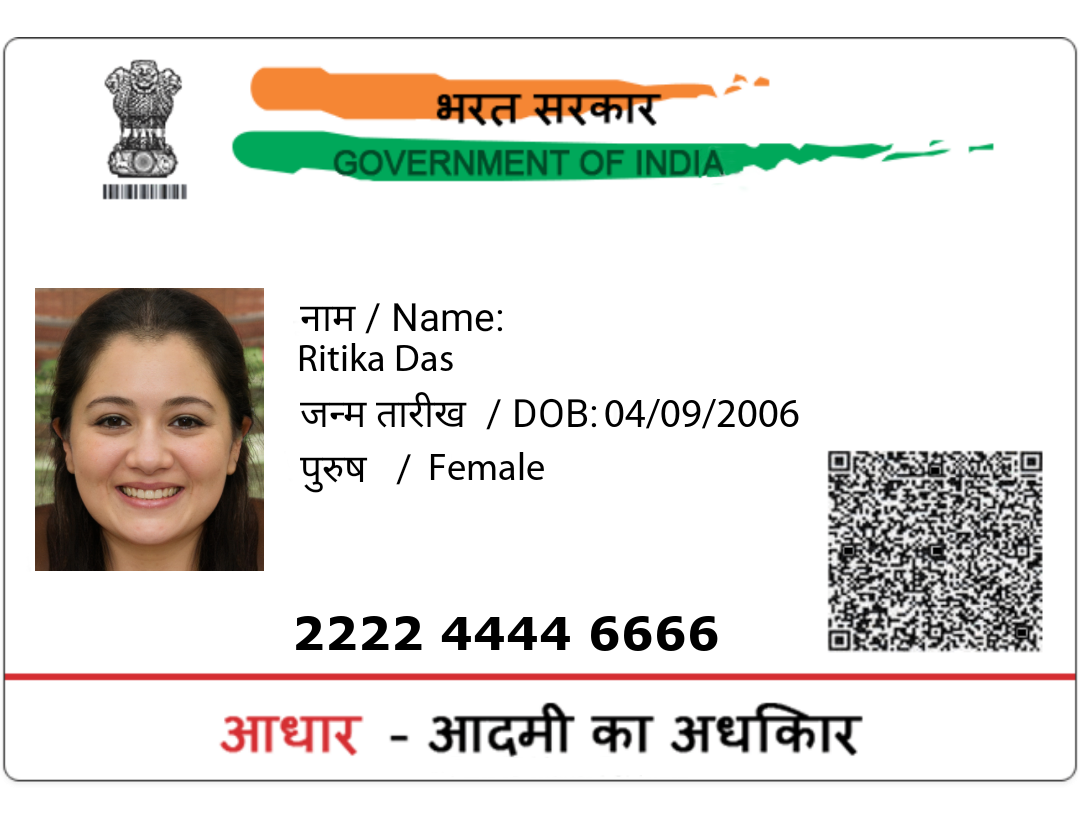 भरत सरकार
GOVERNMENT OF INDIA
नाम / Name:
Ritika Das
जन्म तारीख / DOB: 04/09/2006
पुरुष / Female
2222 4444 6666
आधार - आदमी का अधकिार